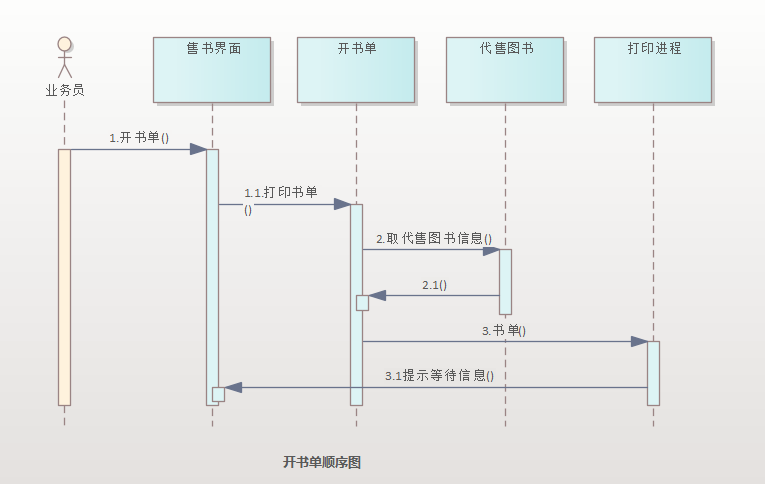 售书界面
开书单
代售图书
打印进程
业务员
1.开书单()
1.1.打印书单
()
2.取代售图书信息()
2.1()
3.书单()
3.1提示等待信息()
开书单顺序图